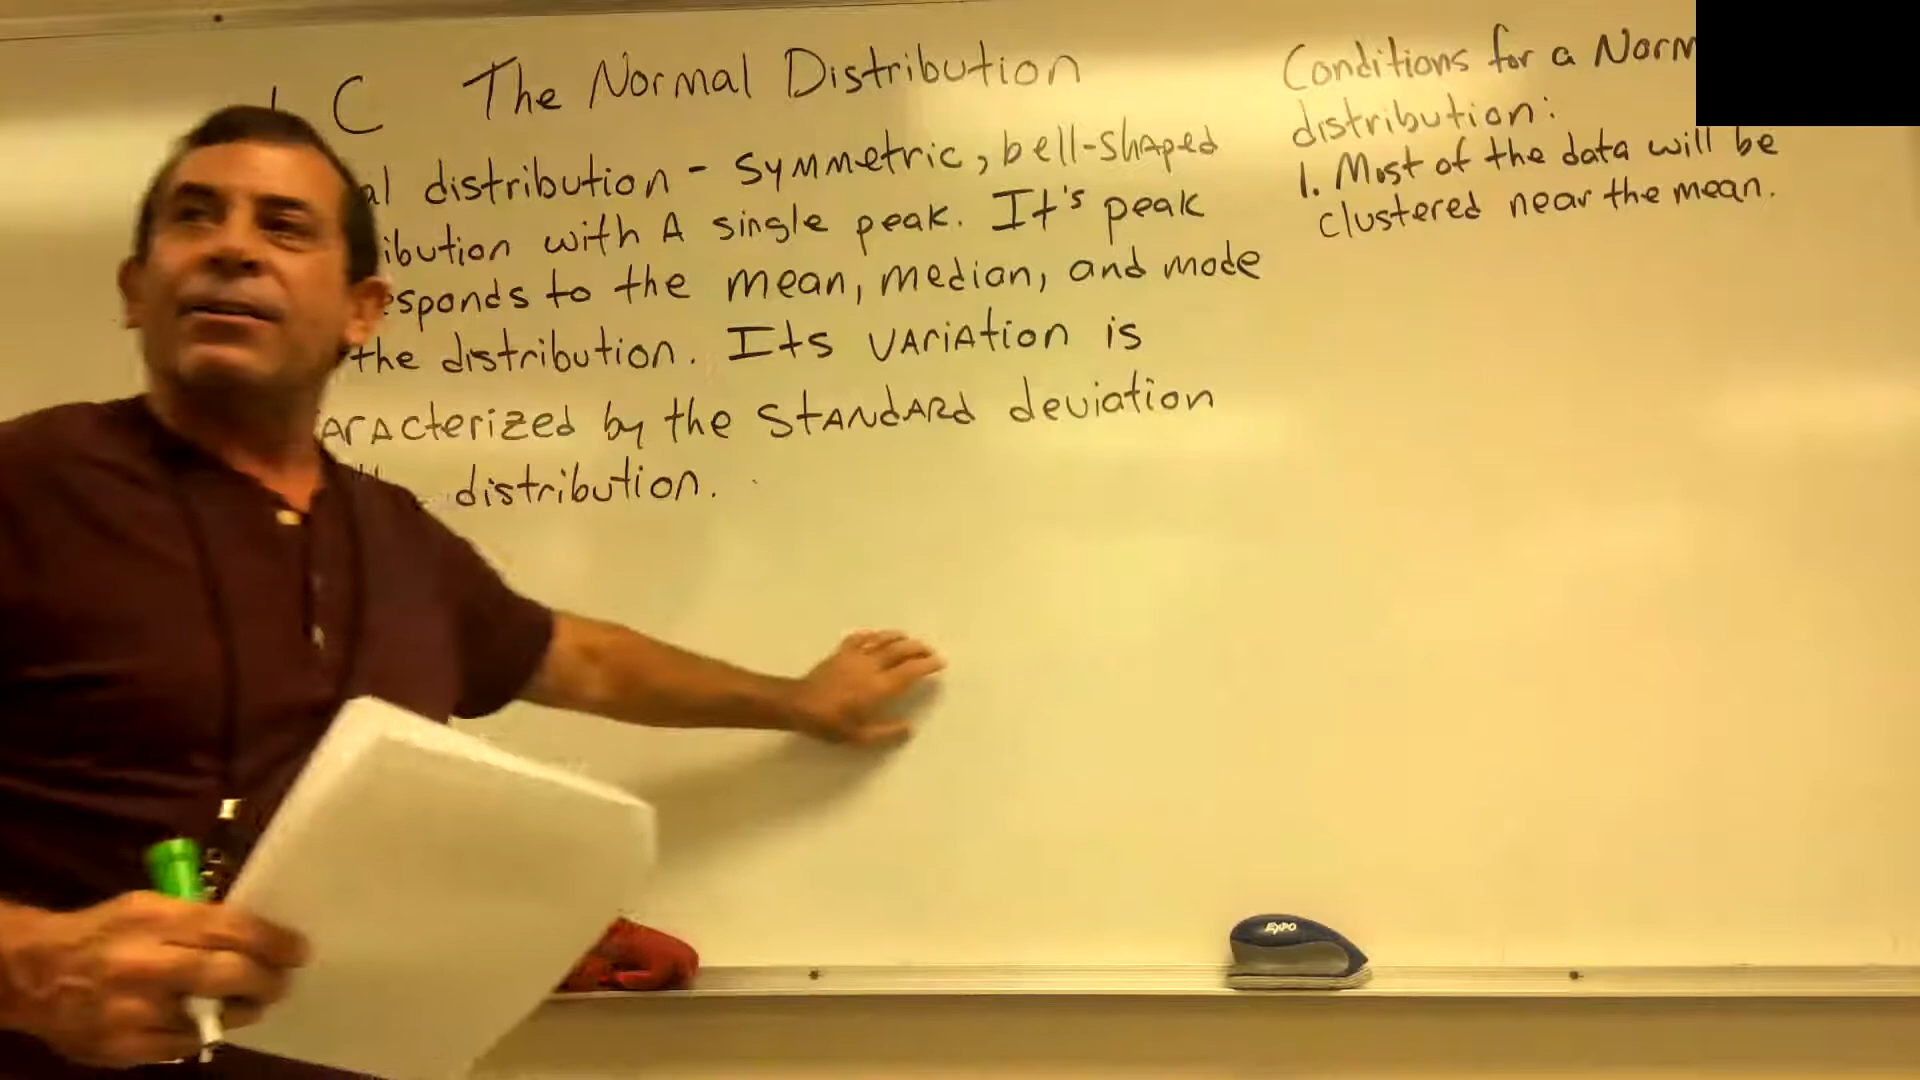 C The Normal Distribution
al distribution - symmetric, bell-shaped
ibution with A single peak. It's peak
sponds to the mean, median, and mode
the distribution. Its variation is
aracterized by the standard deviation
distribution.
Conditions for a Norm
distribution:
1. Most of the data will be
clustered near the mean.
EXPO